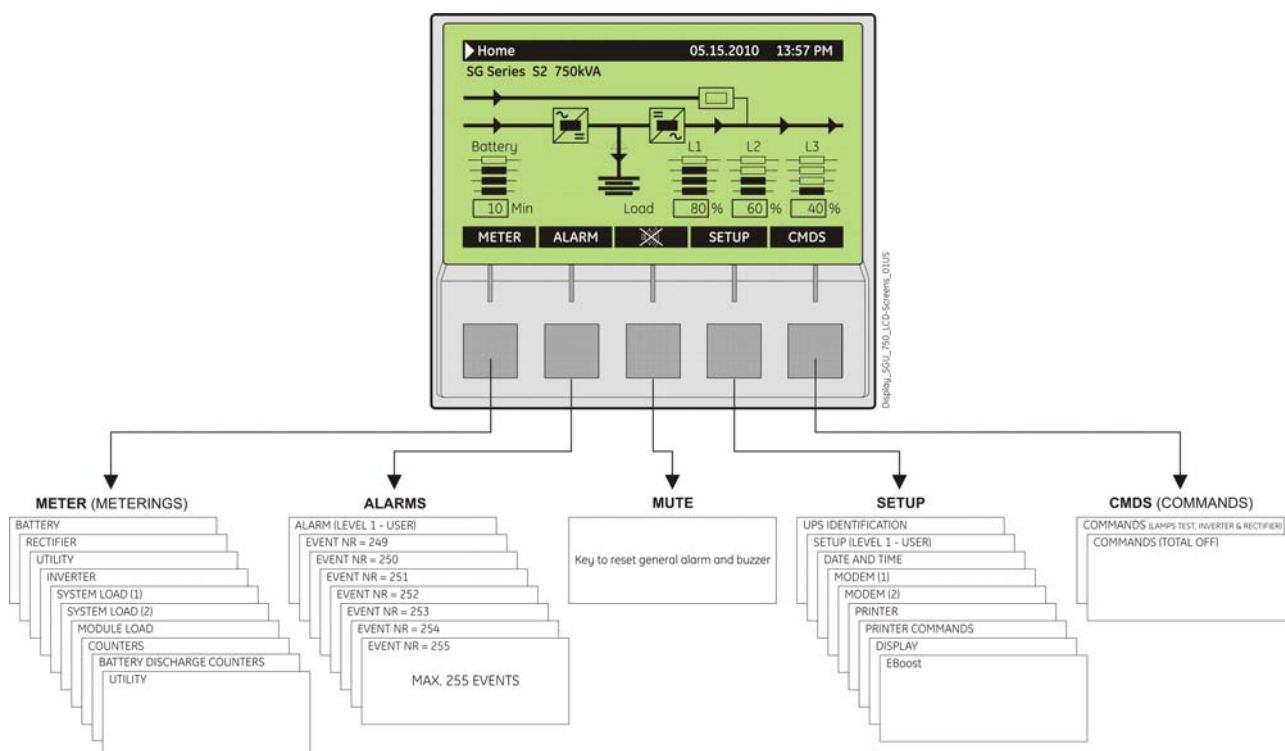 Home 05.15.2010 13:57 PM
SG Series S2 750kVA
Battery L1 L2 L3
10 Min Load 80 % 60 % 40 %
METER ALARM SETUP CMDS
Display_SGU_750_LCD-Screens_01US
METER (METERINGS)
BATTERY
RECTIFIER
UTILITY
INVERTER
SYSTEM LOAD (1)
SYSTEM LOAD (2)
MODULE LOAD
COUNTERS
BATTERY DISCHARGE COUNTERS
UTILITY
ALARMS
ALARM (LEVEL 1 - USER)
EVENT NR = 249
EVENT NR = 250
EVENT NR = 251
EVENT NR = 252
EVENT NR = 253
EVENT NR = 254
EVENT NR = 255
MAX. 255 EVENTS
MUTE
Key to reset general alarm and buzzer
SETUP
UPS IDENTIFICATION
SETUP (LEVEL 1 - USER)
DATE AND TIME
MODEM (1)
MODEM (2)
PRINTER
PRINTER COMMANDS
DISPLAY
EBoost
CMDS (COMMANDS)
COMMANDS (LAMPS TEST, INVERTER & RECTIFIER)
COMMANDS (TOTAL OFF)